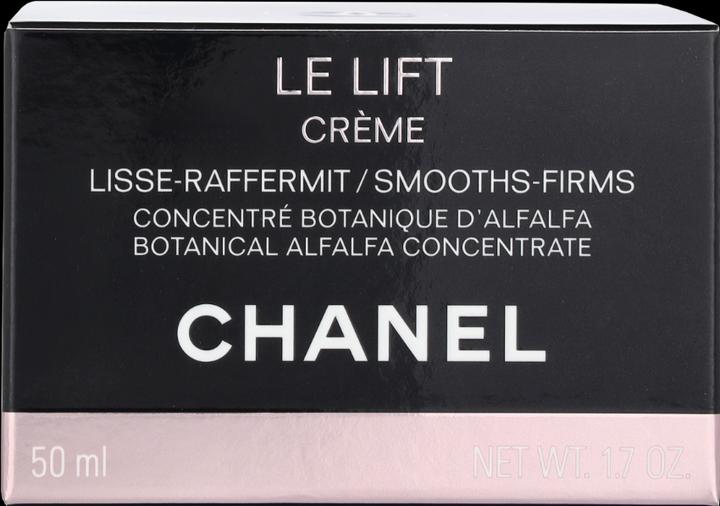 LE LIFT
CRÈME
LISSE-RAFFERMIT / SMOOTHS-FIRMS
CONCENTRÉ BOTANIQUE D'ALFALFA
BOTANICAL ALFALFA CONCENTRATE
CHANEL
50 ml NET WT. 1.7 OZ.